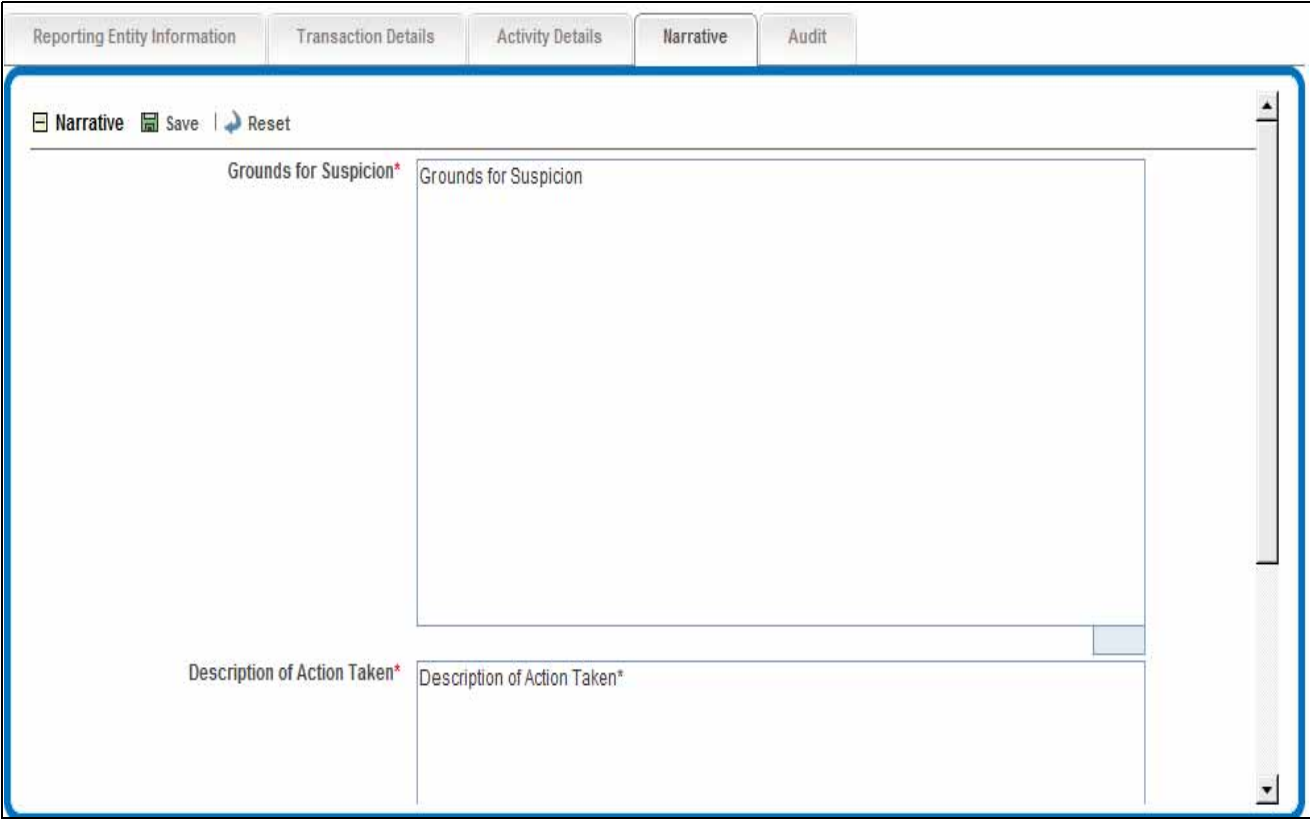 Reporting Entity Information Transaction Details Activity Details Narrative Audit
Narrative Save | Reset
Grounds for Suspicion* Grounds for Suspicion
Description of Action Taken* Description of Action Taken*